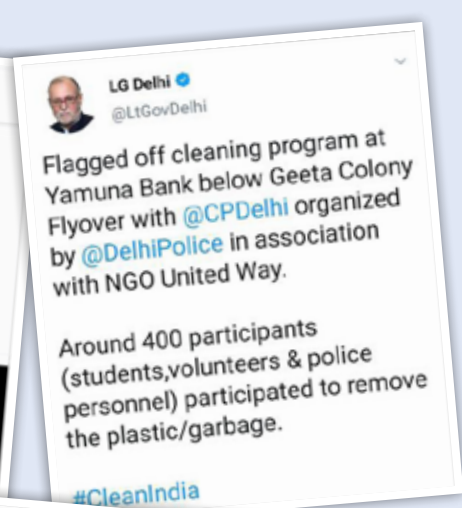 LG Delhi
@LtGovDelhi
Flagged off cleaning program at
Yamuna Bank below Geeta Colony
Flyover with @CPDelhi organized
by @DelhiPolice in association
with NGO United Way.
Around 400 participants
(students,volunteers & police
personnel) participated to remove
the plastic/garbage.
#CleanIndia